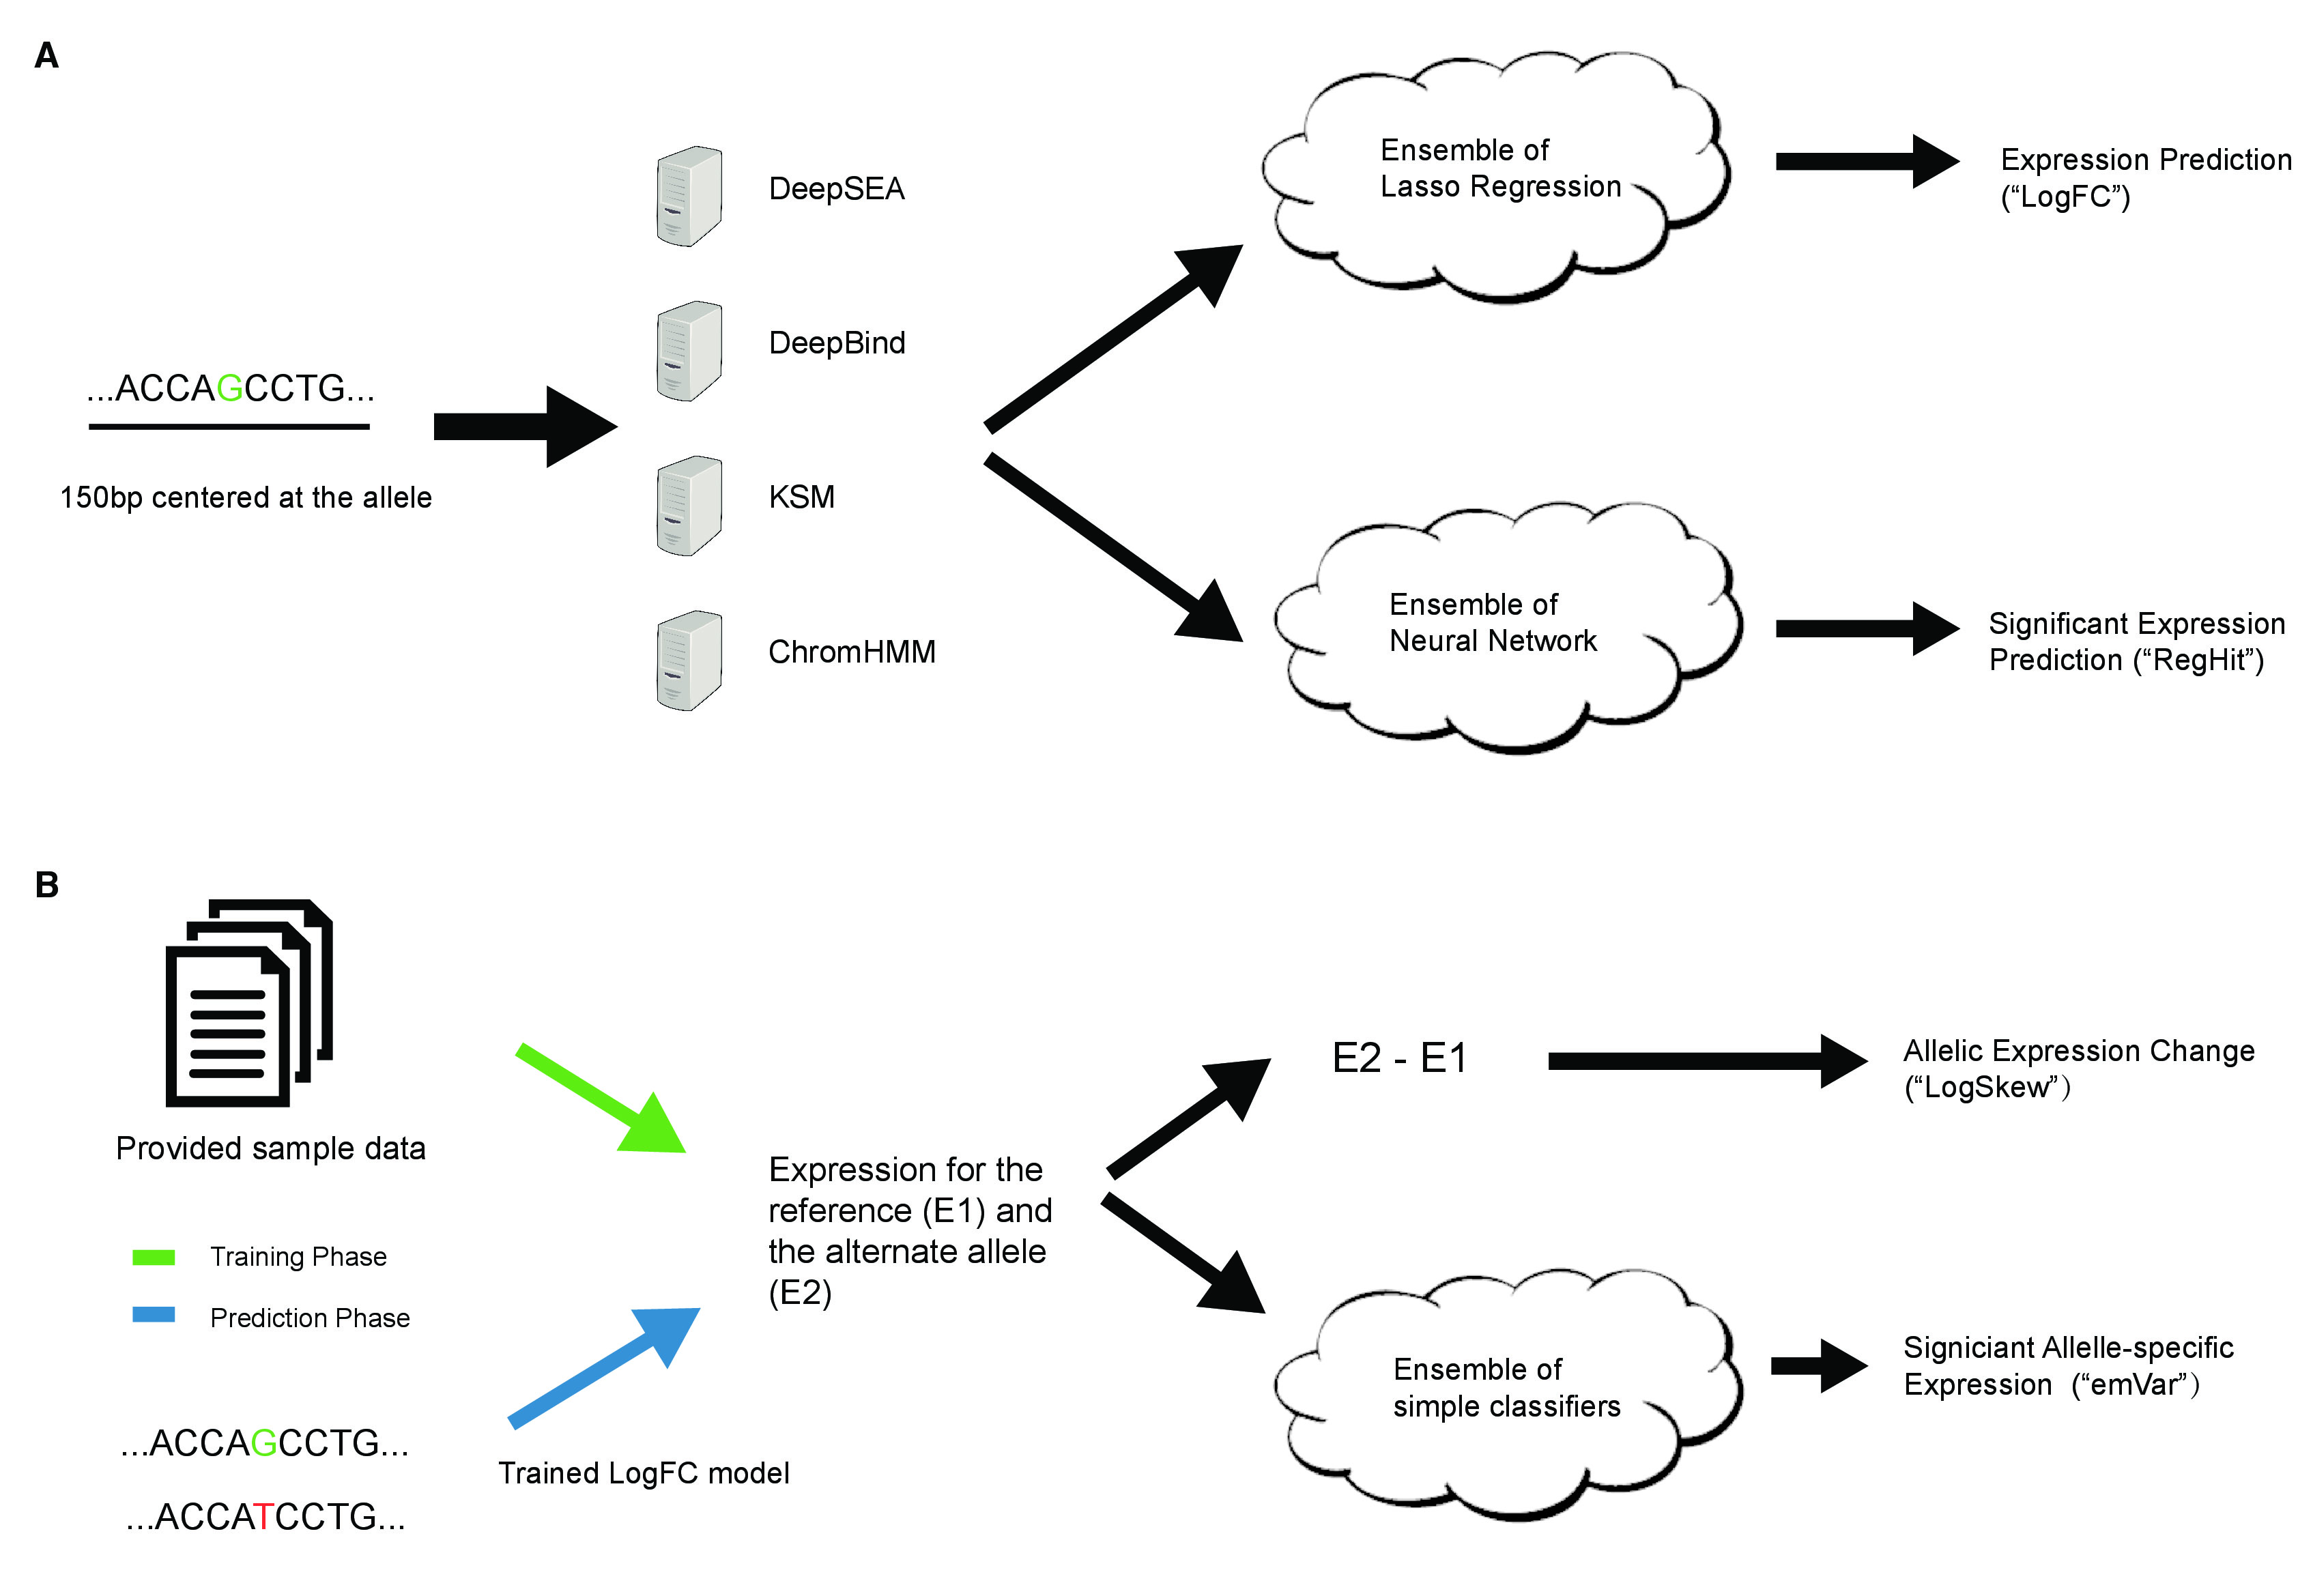 A
...ACCAGCCTG...
150bp centered at the allele
DeepSEA
DeepBind
KSM
ChromHMM
Ensemble of
Lasso Regression
Expression Prediction
(“LogFC”)
Ensemble of
Neural Network
Significant Expression
Prediction (“RegHit”)
B
Provided sample data
Training Phase
Prediction Phase
...ACCAGCCTG...
...ACCATCCTG...
Trained LogFC model
Expression for the
reference (E1) and
the alternate allele
(E2)
E2 - E1
Allelic Expression Change
(“LogSkew”)
Ensemble of
simple classifiers
Signiciant Allelle-specific
Expression (“emVar”)